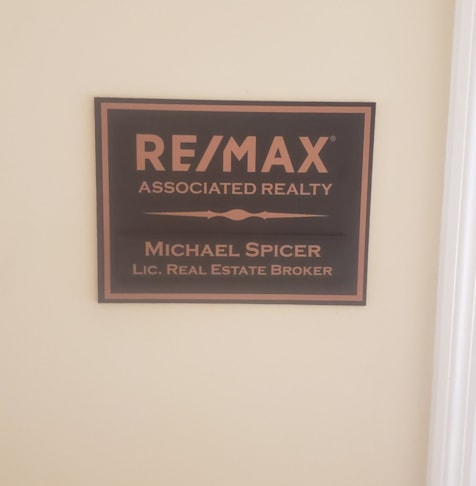 RE/MAX®
ASSOCIATED REALTY
MICHAEL SPICER
LIC. REAL ESTATE BROKER